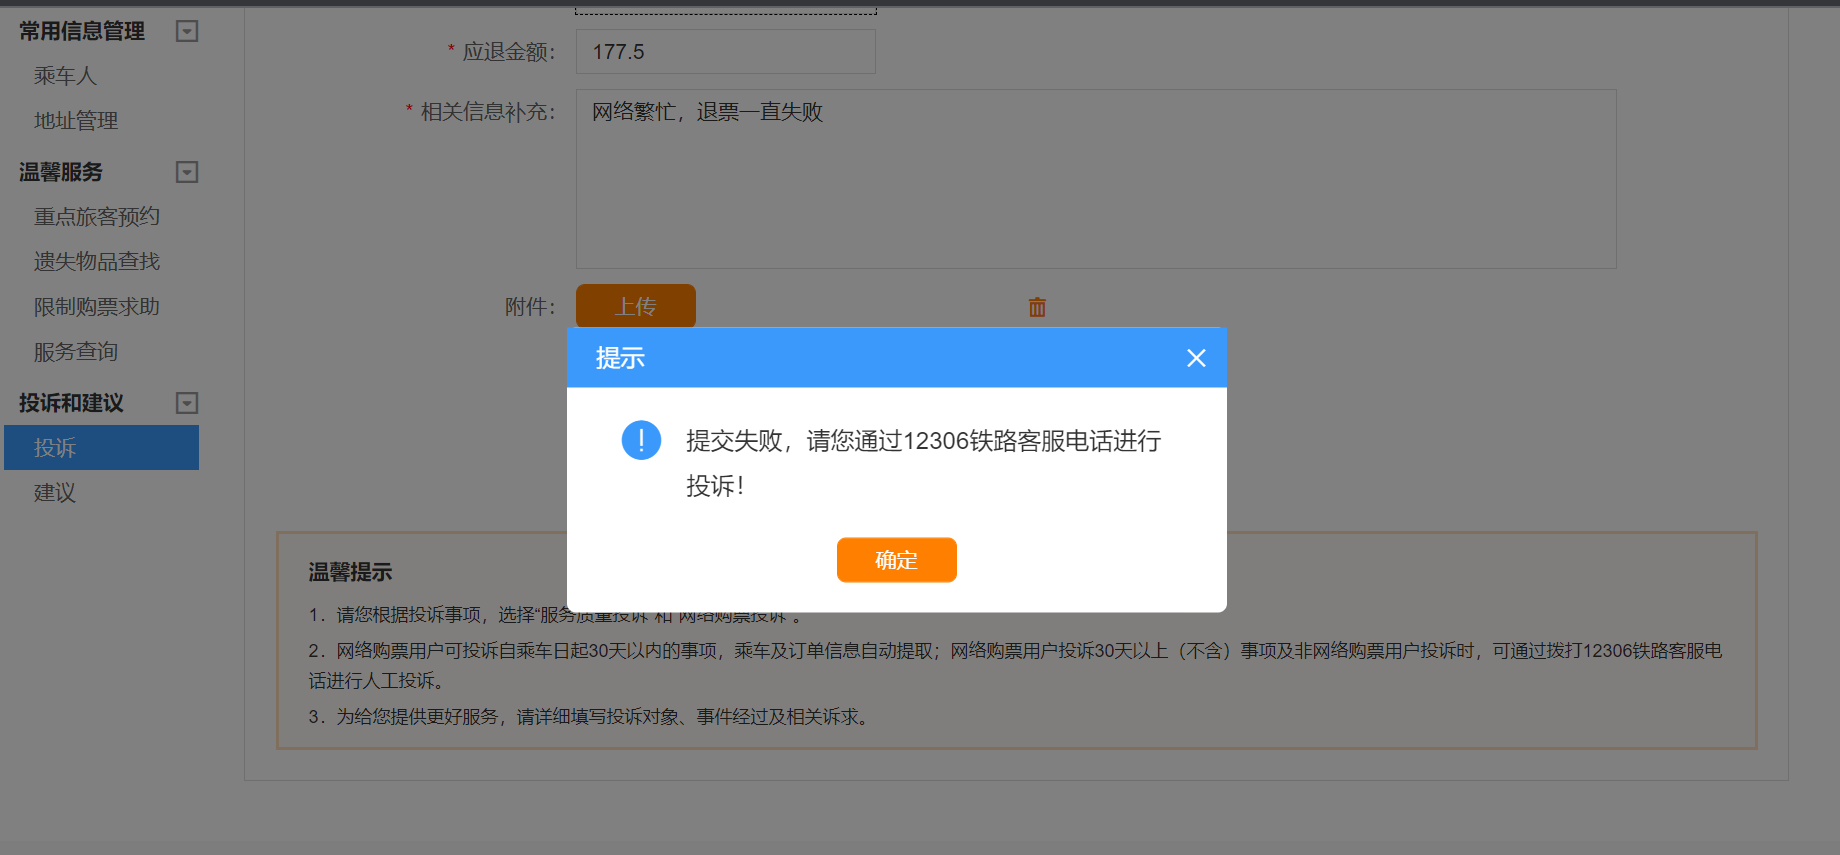 常用信息管理
乘车人
地址管理
温馨服务
重点旅客预约
遗失物品查找
限制购票求助
服务查询
投诉和建议
投诉
建议
* 应退金额：
177.5
* 相关信息补充：
网络繁忙，退票一直失败
附件：
上传
提示
提交失败，请您通过12306铁路客服电话进行
投诉！
确定
温馨提示
1．请您根据投诉事项，选择“服务质量投诉”和“网络购票投诉”。
2．网络购票用户可投诉自乘车日起30天以内的事项，乘车及订单信息自动提取；网络购票用户投诉30天以上（不含）事项及非网络购票用户投诉时，可通过拨打12306铁路客服电
话进行人工投诉。
3．为给您提供更好服务，请详细填写投诉对象、事件经过及相关诉求。